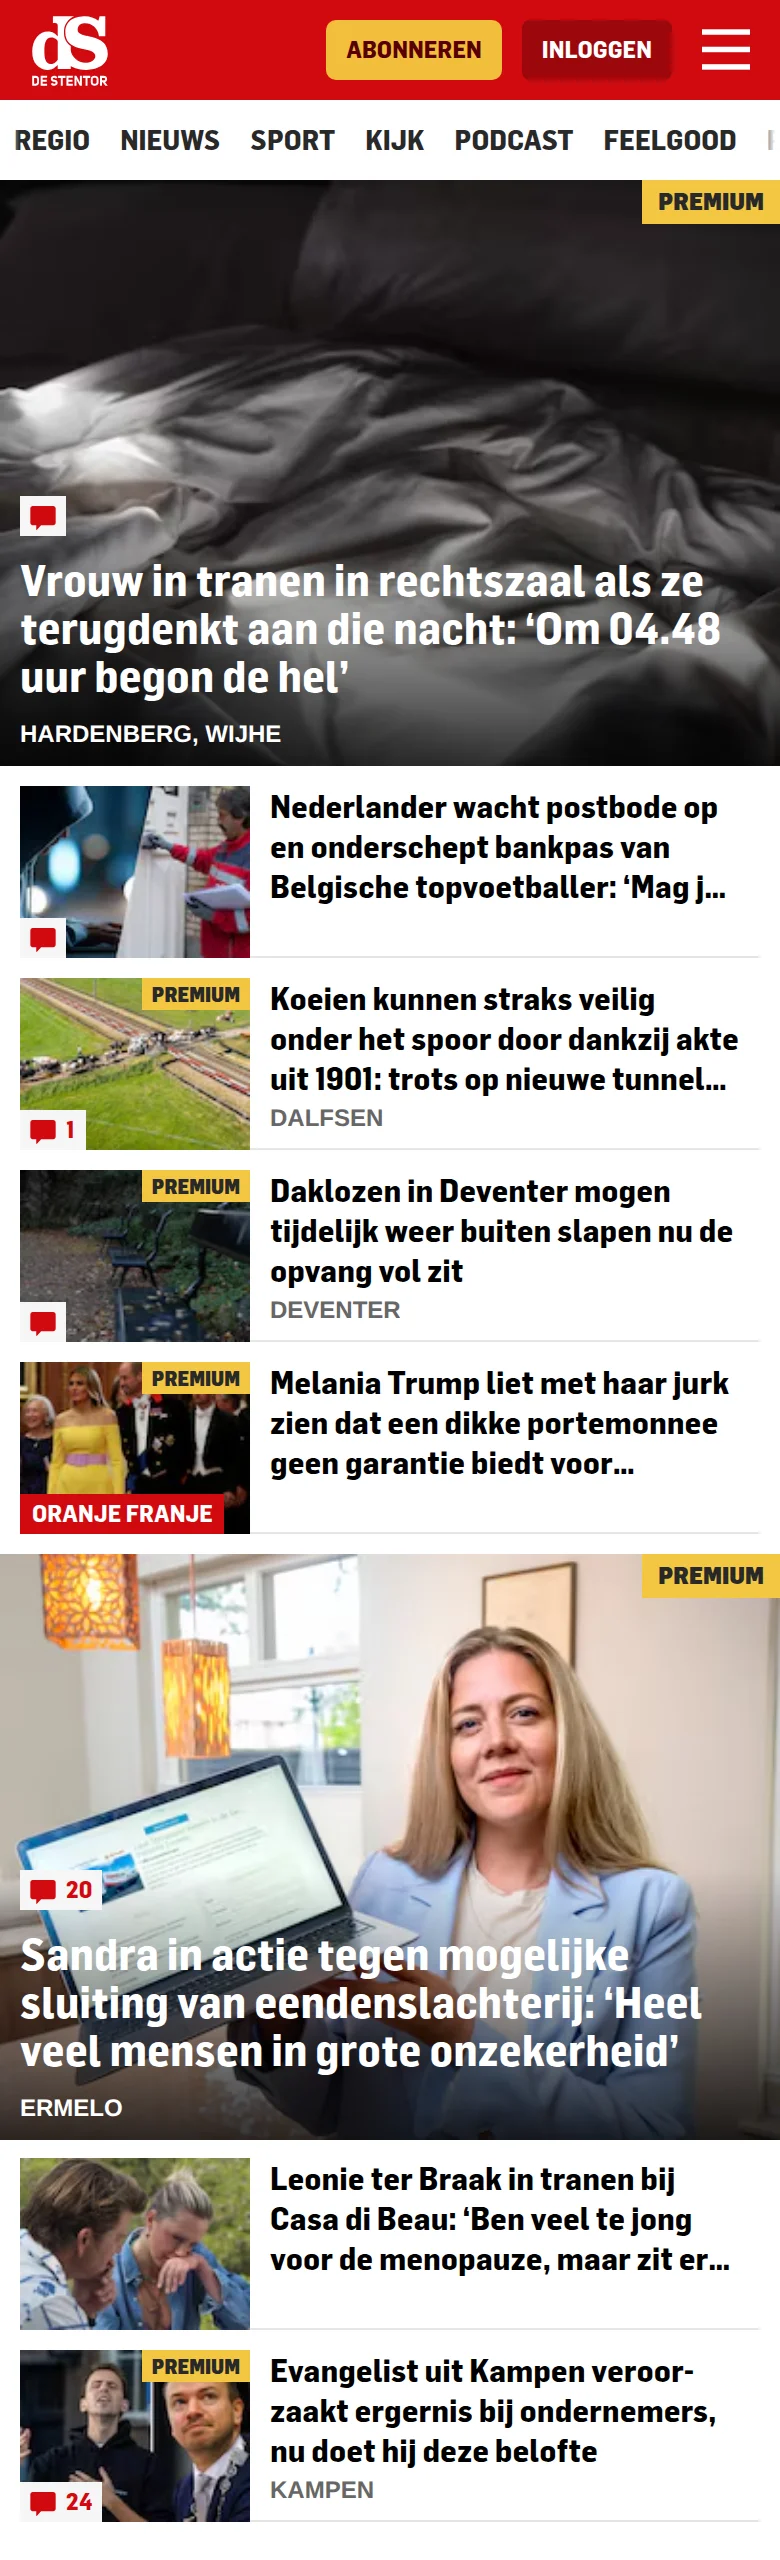 dS
DE STENTOR
ABONNEREN
INLOGGEN
REGIO NIEUWS SPORT KIJK PODCAST FEELGOOD
PREMIUM
Vrouw in tranen in rechtszaal als ze
terugdenkt aan die nacht: ‘Om 04.48
uur begon de hel’
HARDENBERG, WIJHE
Nederlander wacht postbode op
en onderschept bankpas van
Belgische topvoetballer: ‘Mag j...
PREMIUM
1
Koeien kunnen straks veilig
onder het spoor door dankzij akte
uit 1901: trots op nieuwe tunnel...
DALFSEN
PREMIUM
Daklozen in Deventer mogen
tijdelijk weer buiten slapen nu de
opvang vol zit
DEVENTER
PREMIUM
ORANJE FRANJE
Melania Trump liet met haar jurk
zien dat een dikke portemonnee
geen garantie biedt voor...
PREMIUM
20
Sandra in actie tegen mogelijke
sluiting van eendenslachterij: ‘Heel
veel mensen in grote onzekerheid’
ERMELO
Leonie ter Braak in tranen bij
Casa di Beau: ‘Ben veel te jong
voor de menopauze, maar zit er...
PREMIUM
24
Evangelist uit Kampen veroor-
zaakt ergernis bij ondernemers,
nu doet hij deze belofte
KAMPEN